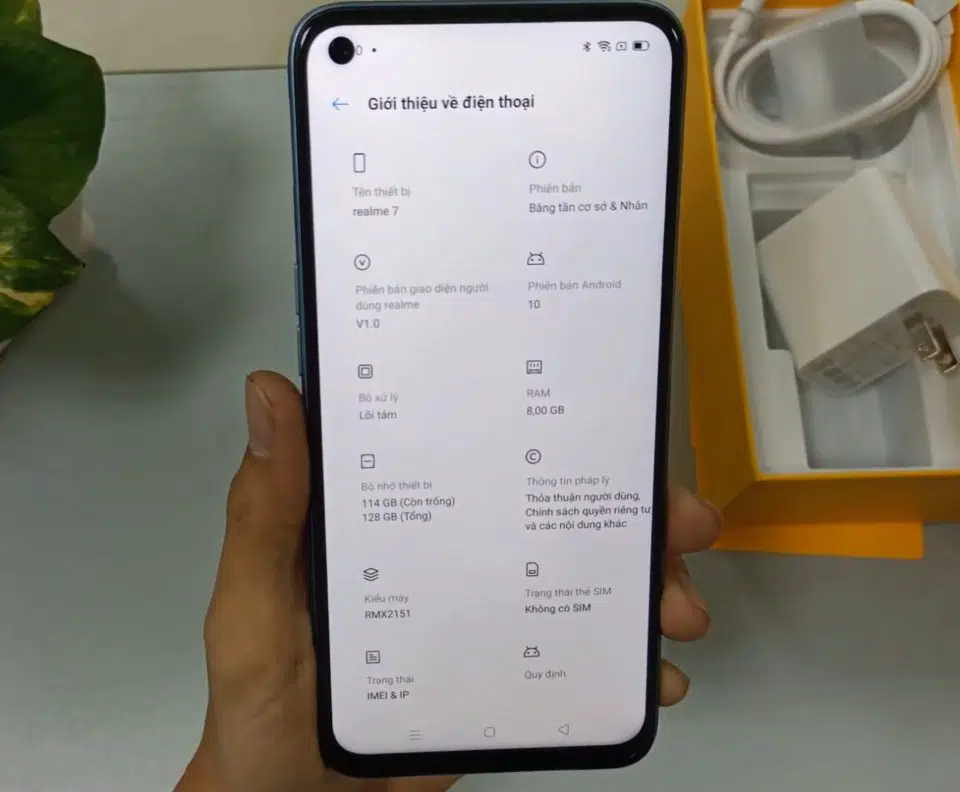 Giới thiệu về điện thoại
Tên thiết bị
realme 7
Phiên bản
Băng tần cơ sở & Nhân
Phiên bản giao diện người
dùng realme
V1.0
Phiên bản Android
10
Bộ xử lý
Lõi tám
RAM
8,00 GB
Bộ nhớ thiết bị
114 GB (Còn trống)
128 GB (Tổng)
Thông tin pháp lý
Thỏa thuận người dùng,
Chính sách quyền riêng tư
và các nội dung khác
Kiểu máy
RMX2151
Trạng thái thẻ SIM
Không có SIM
Trạng thái
IMEI & IP
Quy định